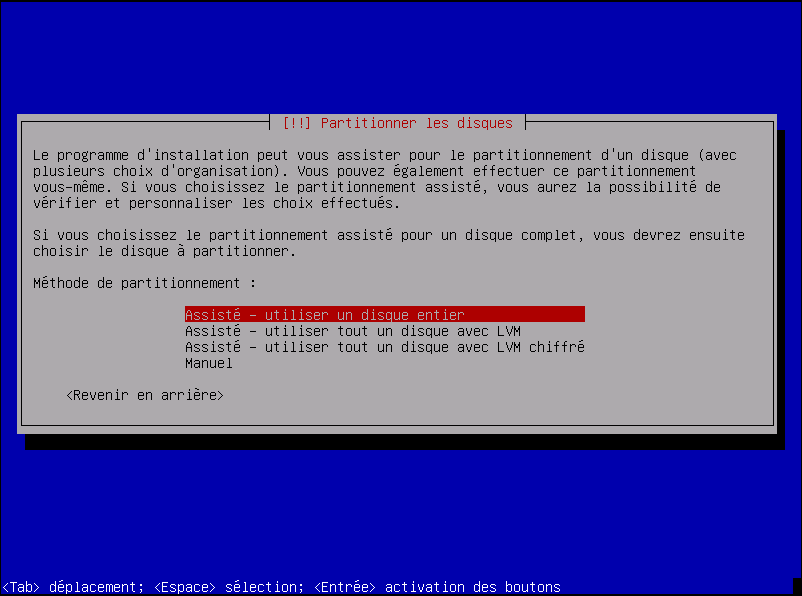 [!!] Partitionner les disques
Le programme d'installation peut vous assister pour le partitionnement d'un disque (avec
plusieurs choix d'organisation). Vous pouvez également effectuer ce partitionnement
vous-même. Si vous choisissez le partitionnement assisté, vous aurez la possibilité de
vérifier et personnaliser les choix effectués.
Si vous choisissez le partitionnement assisté pour un disque complet, vous devrez ensuite
choisir le disque à partitionner.
Méthode de partitionnement :
Assisté - utiliser un disque entier
Assisté - utiliser tout un disque avec LVM
Assisté - utiliser tout un disque avec LVM chiffré
Manuel
<Revenir en arrière>
<Tab> déplacement; <Espace> sélection; <Entrée> activation des boutons